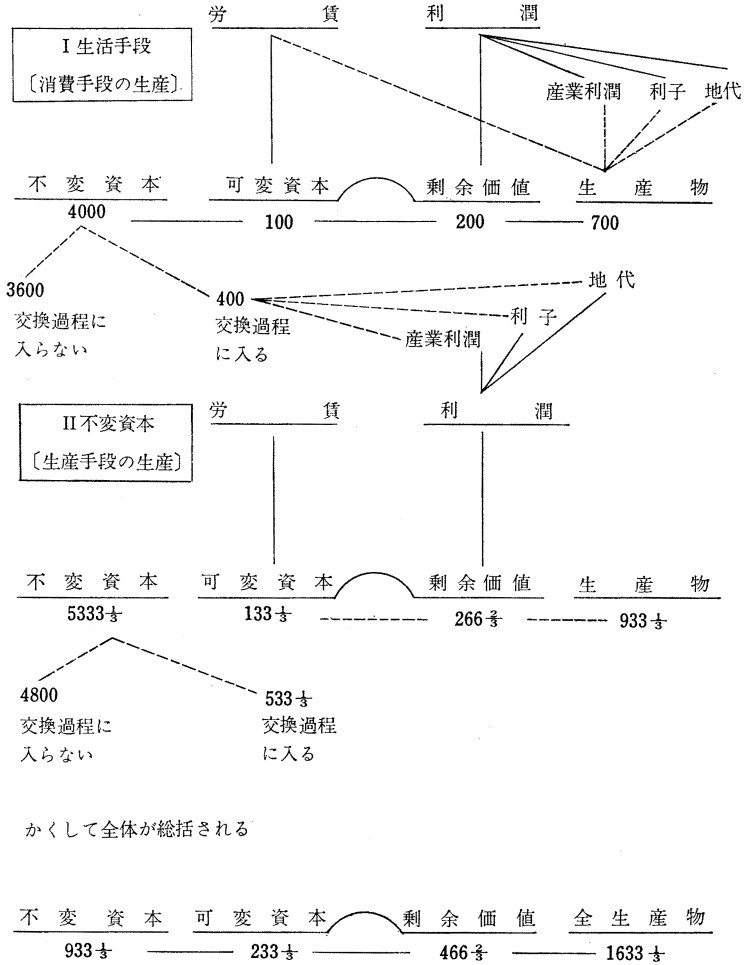 労賃 利潤
Ⅰ生活手段
〔消費手段の生産〕
産業利潤 利子 地代
不変資本 可変資本 剰余価値 生産物
4000 100 200 700
3600 400
交換過程に
入らない
交換過程
に入る
地代
利子
産業利潤
労賃 利潤
Ⅱ不変資本
〔生産手段の生産〕
不変資本 可変資本 剰余価値 生産物
5333⅓ 133⅓ 266⅔ 933⅓
4800 533⅓
交換過程に
入らない
交換過程
に入る
かくして全体が総括される
不変資本 可変資本 剰余価値 全生産物
933⅓ 233⅓ 466⅔ 1633⅓